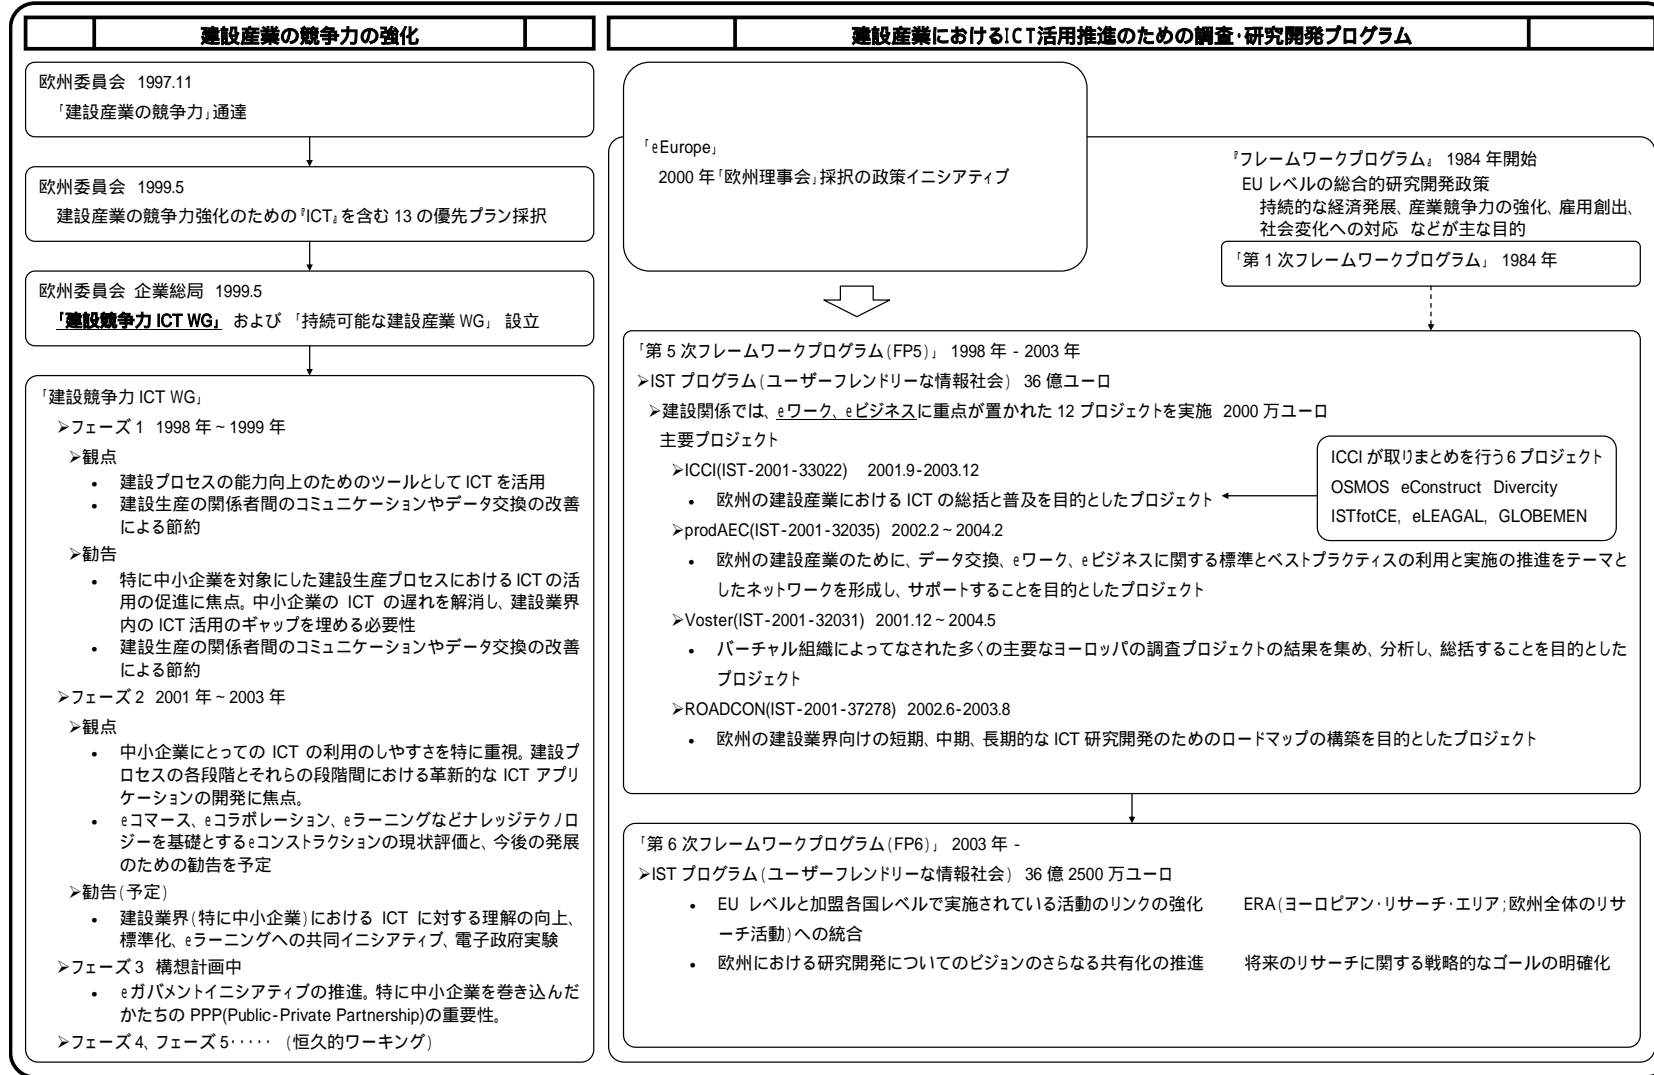 建設産業の競争力の強化
欧州委員会 1997.11
「建設産業の競争力」通達
欧州委員会 1999.5
建設産業の競争力強化のための『ICT』を含む 13 の優先プラン採択
欧州委員会 企業総局 1999.5
「建設競争力 ICT WG」 および 「持続可能な建設産業 WG」 設立
「建設競争力 ICT WG」
➢フェーズ 1 1998 年 ~ 1999 年
➢観点
• 建設プロセスの能力向上のためのツールとして ICT を活用
• 建設生産の関係者間のコミュニケーションやデータ交換の改善
による節約
➢勧告
• 特に中小企業を対象にした建設生産プロセスにおける ICT の活
用の促進に焦点。中小企業の ICT の遅れを解消し、建設業界
内の ICT 活用のギャップを埋める必要性
• 建設生産の関係者間のコミュニケーションやデータ交換の改善
による節約
➢フェーズ 2 2001 年 ~ 2003 年
➢観点
• 中小企業にとっての ICT の利用のしやすさを特に重視。建設プ
ロセスの各段階とそれらの段階間における革新的な ICT アプリ
ケーションの開発に焦点。
• eコマース、eコラボレーション、eラーニングなどナレッジテクノロ
ジーを基礎とするeコンストラクションの現状評価と、今後の発展
のための勧告を予定
➢勧告(予定)
• 建設業界(特に中小企業)における ICT に対する理解の向上、
標準化、eラーニングへの共同イニシアティブ、電子政府実験
➢フェーズ 3 構想計画中
• eガバメントイニシアティブの推進。特に中小企業を巻き込んだ
かたちの PPP(Public-Private Partnership)の重要性。
➢フェーズ 4、フェーズ 5・・・・・ (恒久的ワーキング)
建設産業におけるICT活用推進のための調査・研究開発プログラム
「eEurope」
2000 年「欧州理事会」採択の政策イニシアティブ
『フレームワークプログラム』 1984 年開始
EU レベルの総合的研究開発政策
持続的な経済発展、産業競争力の強化、雇用創出、
社会変化への対応 などが主な目的
「第 1 次フレームワークプログラム」 1984 年
「第 5 次フレームワークプログラム(FP5)」 1998 年 - 2003 年
➢IST プログラム(ユーザーフレンドリーな情報社会) 36 億ユーロ
➢建設関係では、eワーク、eビジネスに重点が置かれた 12 プロジェクトを実施 2000 万ユーロ
主要プロジェクト
➢ICCI(IST-2001-33022) 2001.9-2003.12
• 欧州の建設産業における ICT の総括と普及を目的としたプロジェクト
ICCI が取りまとめを行う 6 プロジェクト
OSMOS eConstruct Divercity
ISTfotCE, eLEAGAL, GLOBEMEN
➢prodAEC(IST-2001-32035) 2002.2 ~ 2004.2
• 欧州の建設産業のために、データ交換、eワーク、eビジネスに関する標準とベストプラクティスの利用と実施の推進をテーマと
したネットワークを形成し、サポートすることを目的としたプロジェクト
➢Voster(IST-2001-32031) 2001.12 ~ 2004.5
• バーチャル組織によってなされた多くの主要なヨーロッパの調査プロジェクトの結果を集め、分析し、総括することを目的とした
プロジェクト
➢ROADCON(IST-2001-37278) 2002.6-2003.8
• 欧州の建設業界向けの短期、中期、長期的な ICT 研究開発のためのロードマップの構築を目的としたプロジェクト
「第 6 次フレームワークプログラム(FP6)」 2003 年 -
➢IST プログラム(ユーザーフレンドリーな情報社会) 36 億 2500 万ユーロ
• EU レベルと加盟各国レベルで実施されている活動のリンクの強化 ERA(ヨーロピアン・リサーチ・エリア;欧州全体のリサ
ーチ活動)への統合
• 欧州における研究開発についてのビジョンのさらなる共有化の推進 将来のリサーチに関する戦略的なゴールの明確化